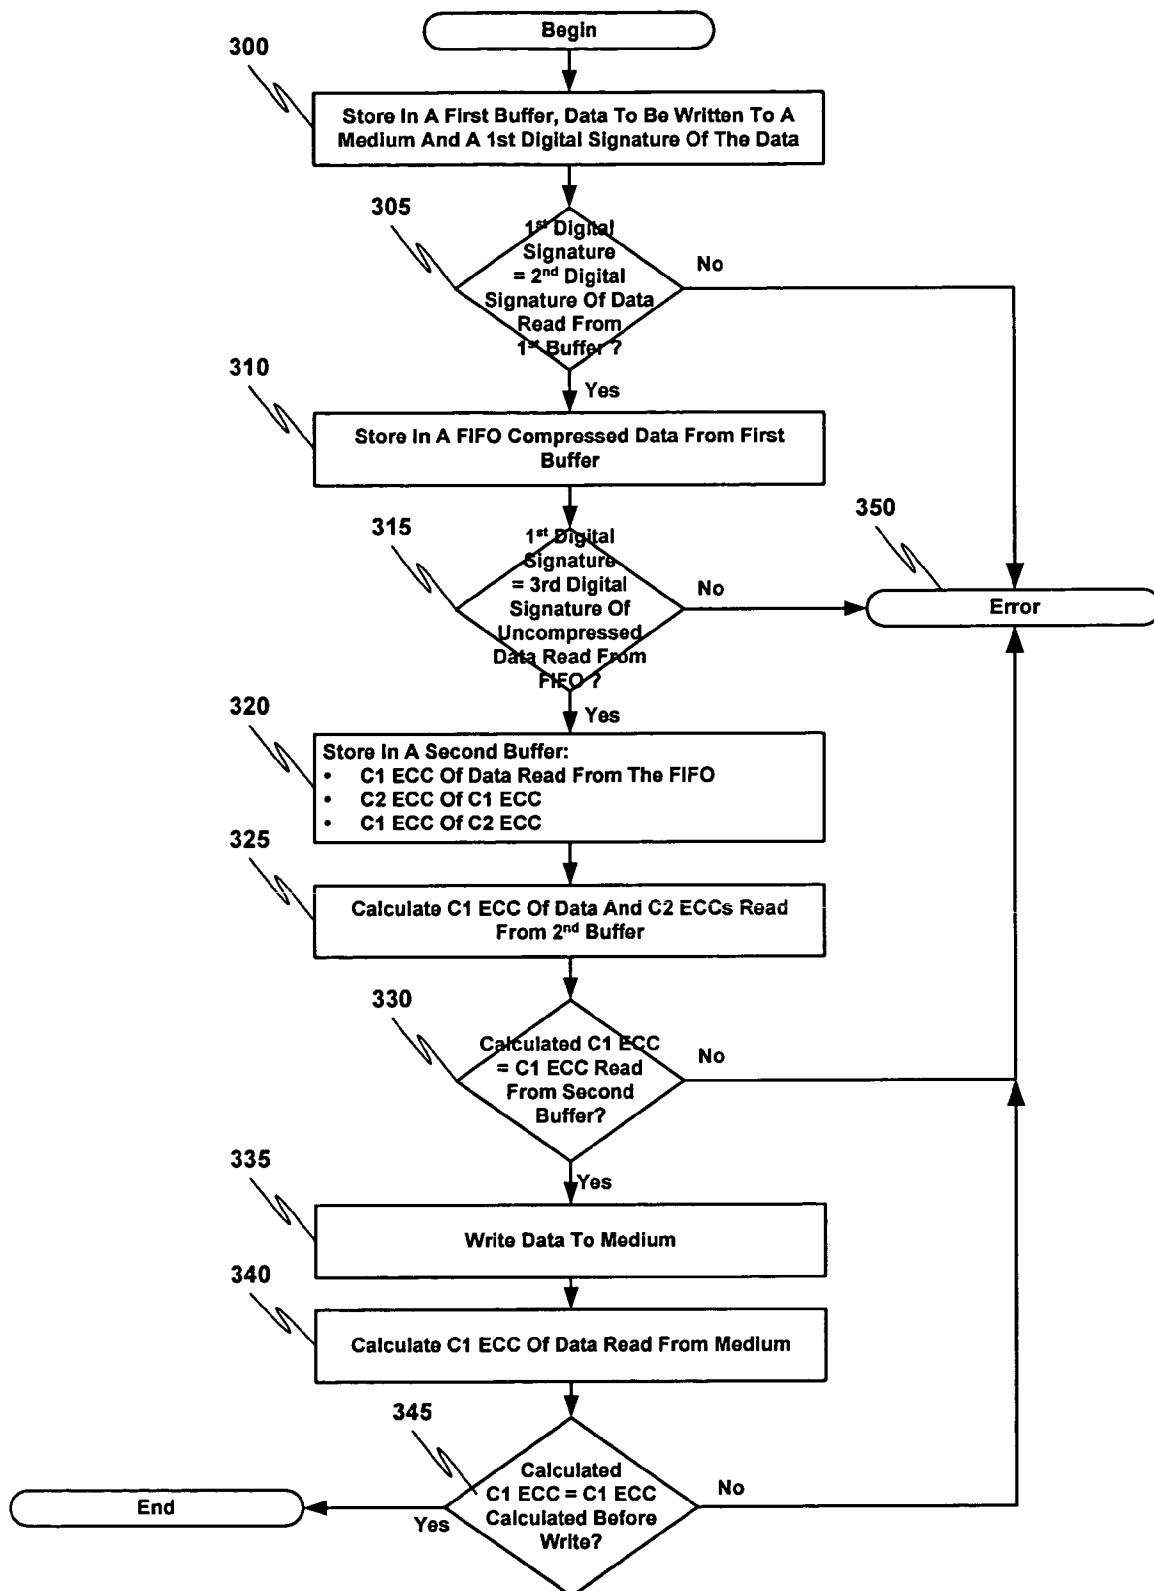 Begin
300
Store In A First Buffer, Data To Be Written To A
Medium And A 1st Digital Signature Of The Data
305
1st Digital
Signature
= 2nd Digital
Signature Of Data
Read From
1st Buffer ?
No
Yes
310
Store In A FIFO Compressed Data From First
Buffer
315
1st Digital
Signature
= 3rd Digital
Signature Of
Uncompressed
Data Read From
FIFO ?
No
350
Error
Yes
320
Store In A Second Buffer:
• C1 ECC Of Data Read From The FIFO
• C2 ECC Of C1 ECC
• C1 ECC Of C2 ECC
325
Calculate C1 ECC Of Data And C2 ECCs Read
From 2nd Buffer
330
Calculated C1 ECC
= C1 ECC Read
From Second
Buffer?
No
Yes
335
Write Data To Medium
340
Calculate C1 ECC Of Data Read From Medium
345
Calculated
C1 ECC = C1 ECC
Calculated Before
Write?
No
Yes
End